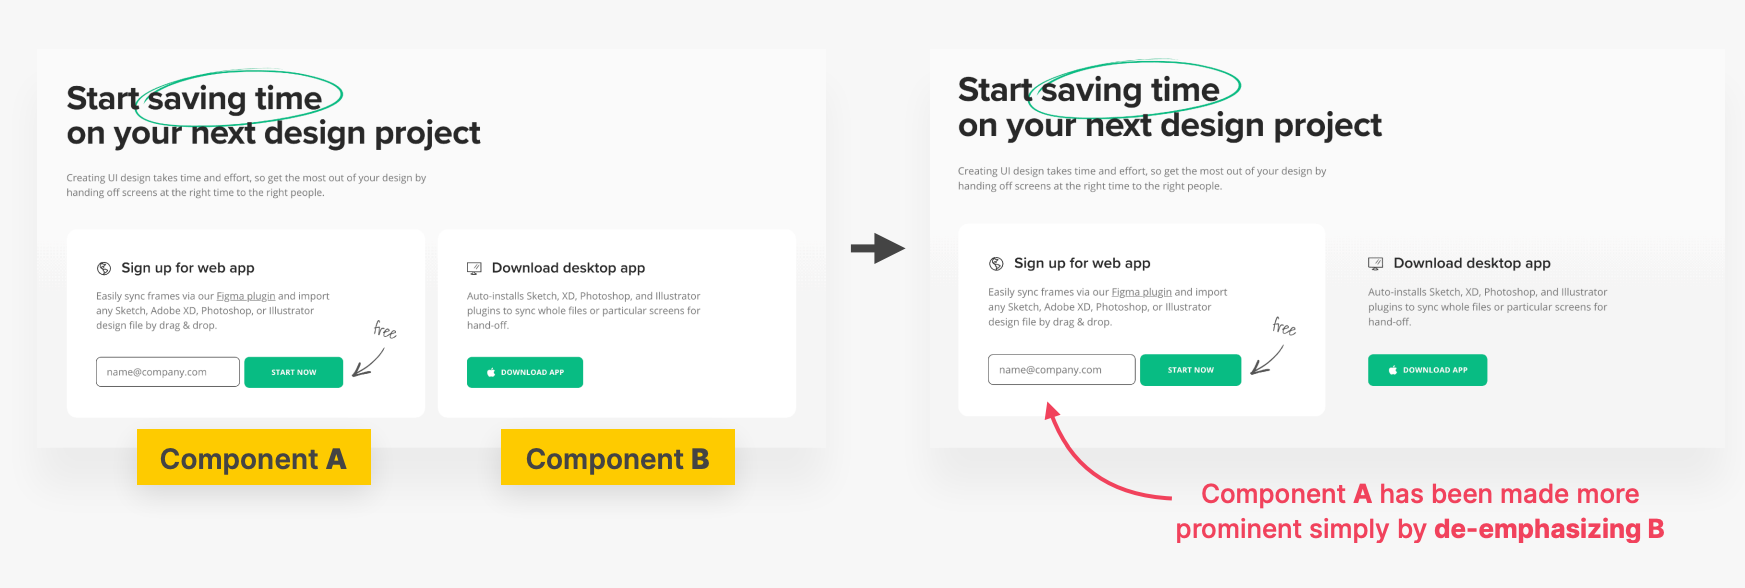 Start saving time
on your next design project
Creating UI design takes time and effort, so get the most out of your design by
handing off screens at the right time to the right people.
Sign up for web app
Easily sync frames via our Figma plugin and import
any Sketch, Adobe XD, Photoshop, or Illustrator
design file by drag & drop.
free
name@company.com
START NOW
Download desktop app
Auto-installs Sketch, XD, Photoshop, and Illustrator
plugins to sync whole files or particular screens for
hand-off.
DOWNLOAD APP
Component A
Component B
Start saving time
on your next design project
Creating UI design takes time and effort, so get the most out of your design by
handing off screens at the right time to the right people.
Sign up for web app
Easily sync frames via our Figma plugin and import
any Sketch, Adobe XD, Photoshop, or Illustrator
design file by drag & drop.
free
name@company.com
START NOW
Download desktop app
Auto-installs Sketch, XD, Photoshop, and Illustrator
plugins to sync whole files or particular screens for
hand-off.
DOWNLOAD APP
Component A has been made more
prominent simply by de-emphasizing B